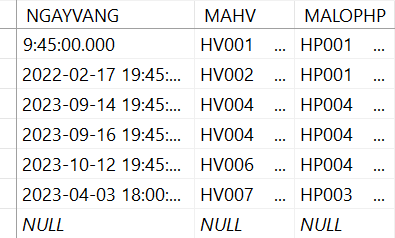 NGAYVANG MAHV MALOPHP
9:45:00.000 HV001 ... HP001 ...
2022-02-17 19:45:... HV002 ... HP001 ...
2023-09-14 19:45:... HV004 ... HP004 ...
2023-09-16 19:45:... HV004 ... HP004 ...
2023-10-12 19:45:... HV006 ... HP004 ...
2023-04-03 18:00:... HV007 ... HP003 ...
NULL NULL NULL